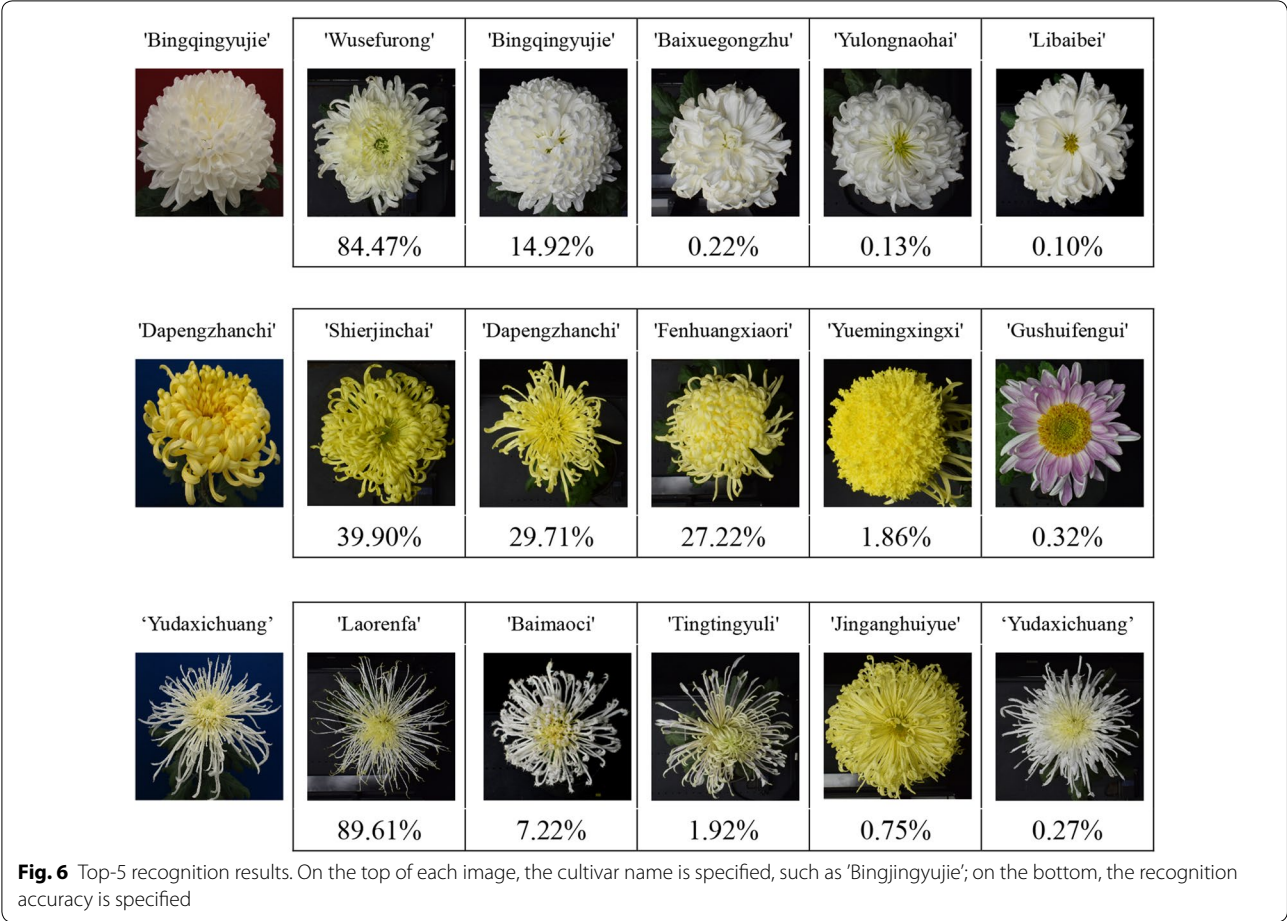 'Bingqingyujie' 'Wusefurong' 'Bingqingyujie' 'Baixuegongzhu' 'Yulongnaohai' 'Libaibei'
84.47% 14.92% 0.22% 0.13% 0.10%
'Dapengzhanchi' 'Shierjinchai' 'Dapengzhanchi' 'Fenhuangxiaori' 'Yuemingxingxi' 'Gushuifengui'
39.90% 29.71% 27.22% 1.86% 0.32%
‘Yudaxichuang’ 'Laorenfa' 'Baimaoci' 'Tingtingyuli' 'Jinganghuiyue' ‘Yudaxichuang’
89.61% 7.22% 1.92% 0.75% 0.27%
Fig. 6 Top-5 recognition results. On the top of each image, the cultivar name is specified, such as ‘Bingjingyujie’; on the bottom, the recognition
accuracy is specified